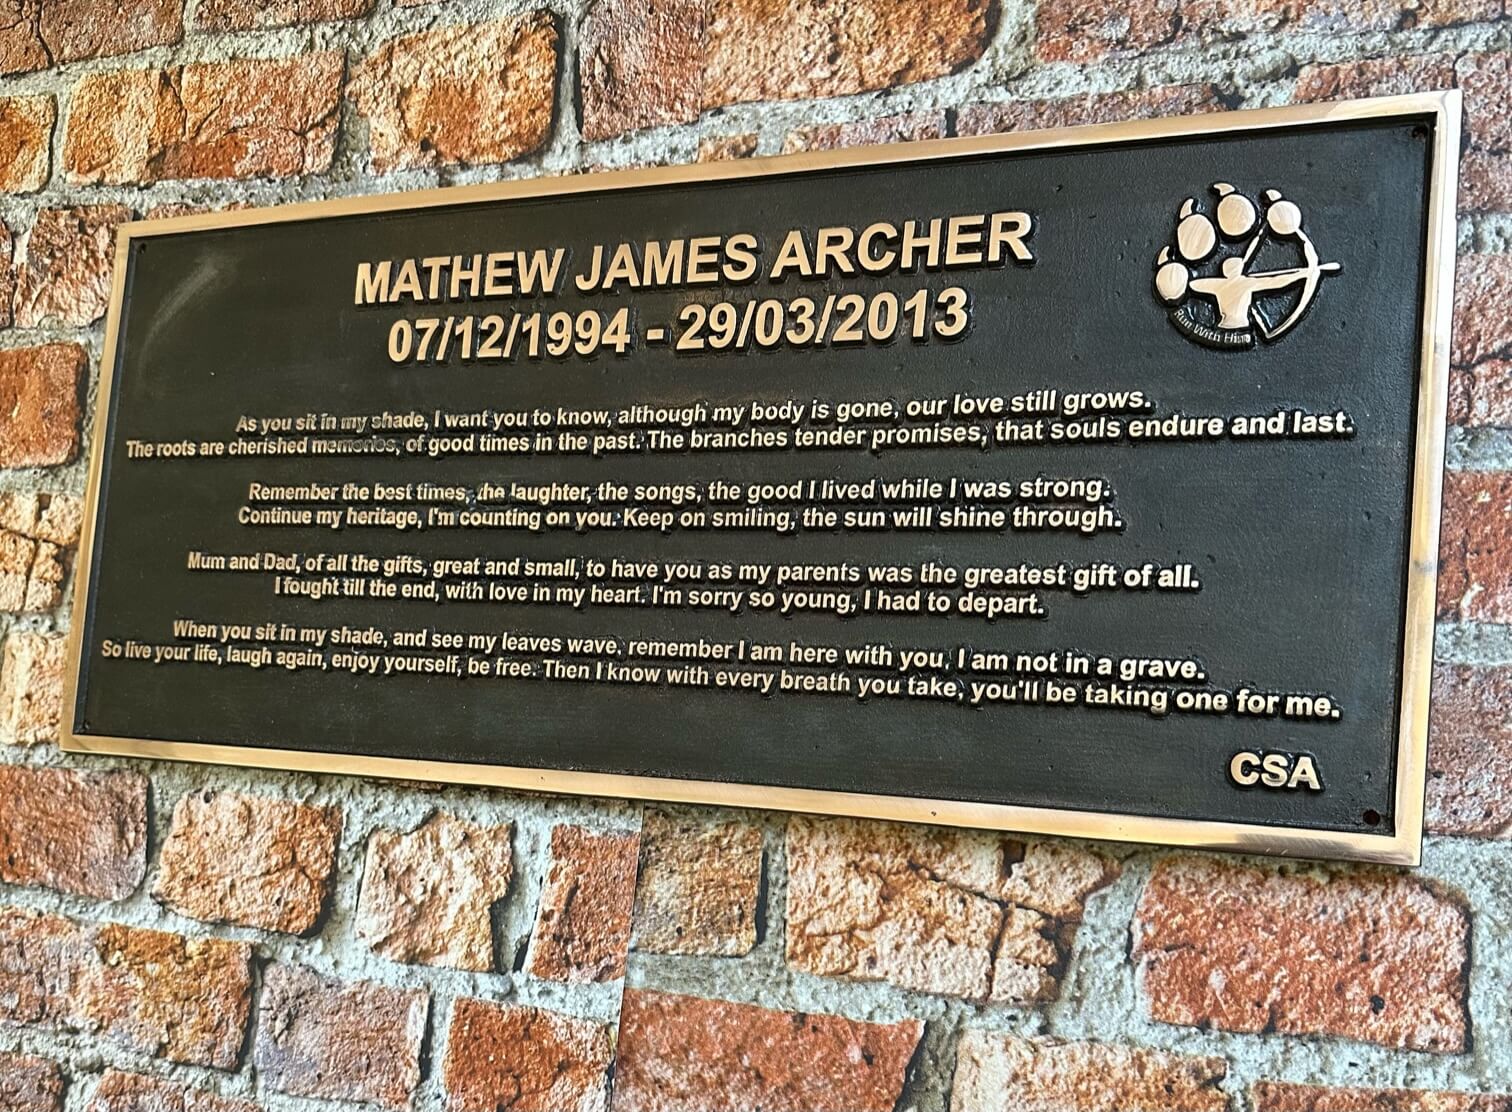 MATHEW JAMES ARCHER
07/12/1994 - 29/03/2013
Run With Him
As you sit in my shade, I want you to know, although my body is gone, our love still grows.
The roots are cherished memories, of good times in the past. The branches tender promises, that souls endure and last.
Remember the best times, the laughter, the songs, the good I lived while I was strong.
Continue my heritage, I'm counting on you. Keep on smiling, the sun will shine through.
Mum and Dad, of all the gifts, great and small, to have you as my parents was the greatest gift of all.
I fought till the end, with love in my heart. I'm sorry so young, I had to depart.
When you sit in my shade, and see my leaves wave, remember I am here with you, I am not in a grave.
So live your life, laugh again, enjoy yourself, be free. Then I know with every breath you take, you'll be taking one for me.
CSA